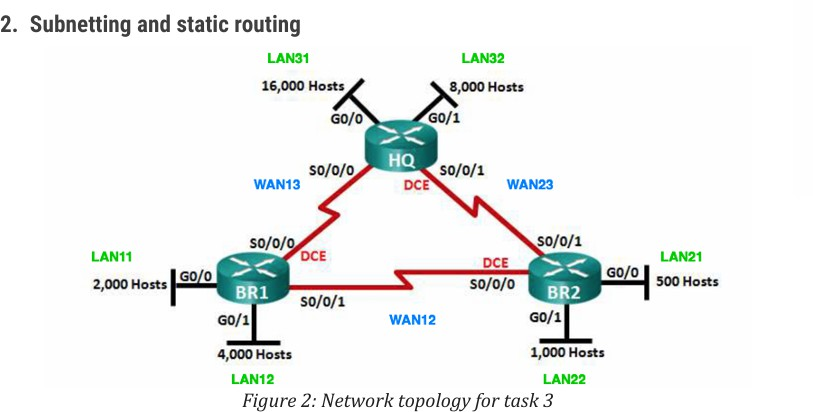 2. Subnetting and static routing
LAN31
LAN32
16,000 Hosts
8,000 Hosts
G0/0
G0/1
HQ
S0/0/0
S0/0/1
DCE
WAN13
WAN23
S0/0/0
DCE
S0/0/1
DCE
LAN11
LAN21
2,000 Hosts
G0/0
BR1
S0/0/1
S0/0/0
BR2
G0/0
500 Hosts
G0/1
WAN12
G0/1
4,000 Hosts
1,000 Hosts
LAN12
LAN22
Figure 2: Network topology for task 3